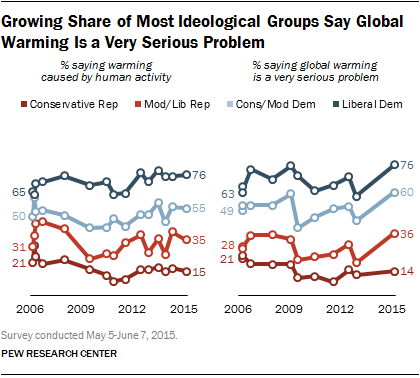 Growing Share of Most Ideological Groups Say Global
Warming Is a Very Serious Problem
% saying warming
caused by human activity
% saying global warming
is a very serious problem
Conservative Rep Mod/Lib Rep Cons/Mod Dem Liberal Dem
65
50
31
21
76
55
35
15
2006 2009 2012 2015
63
49
28
21
76
60
36
14
2006 2009 2012 2015
Survey conducted May 5-June 7, 2015.
PEW RESEARCH CENTER